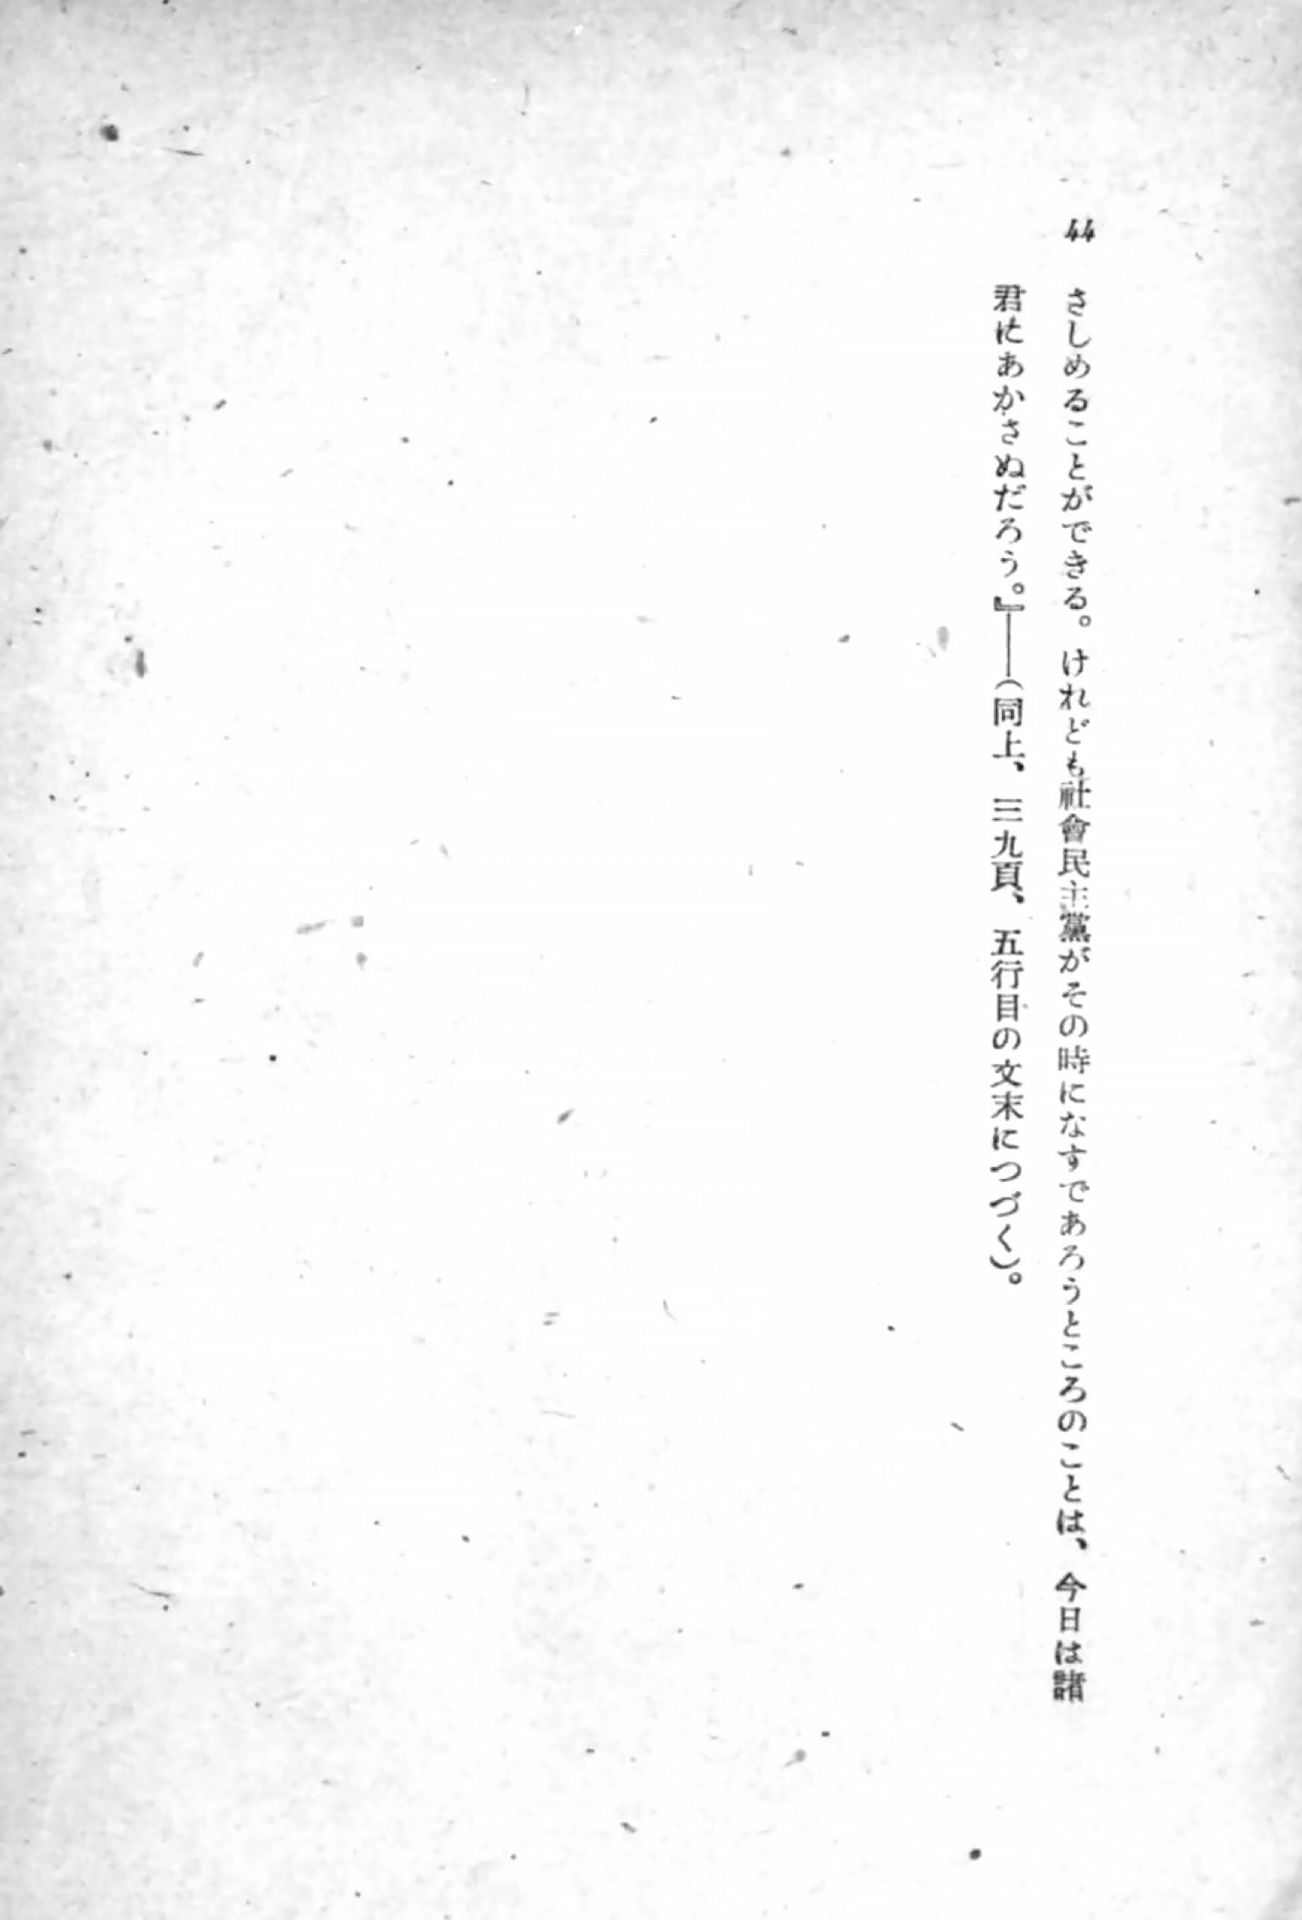 44
さしめることができる。けれども社會民主黨がその時になすであろうところのことは、今日は諸
君にあかさぬだろう。』――(同上、三九頁、五行目の文末につづく)。